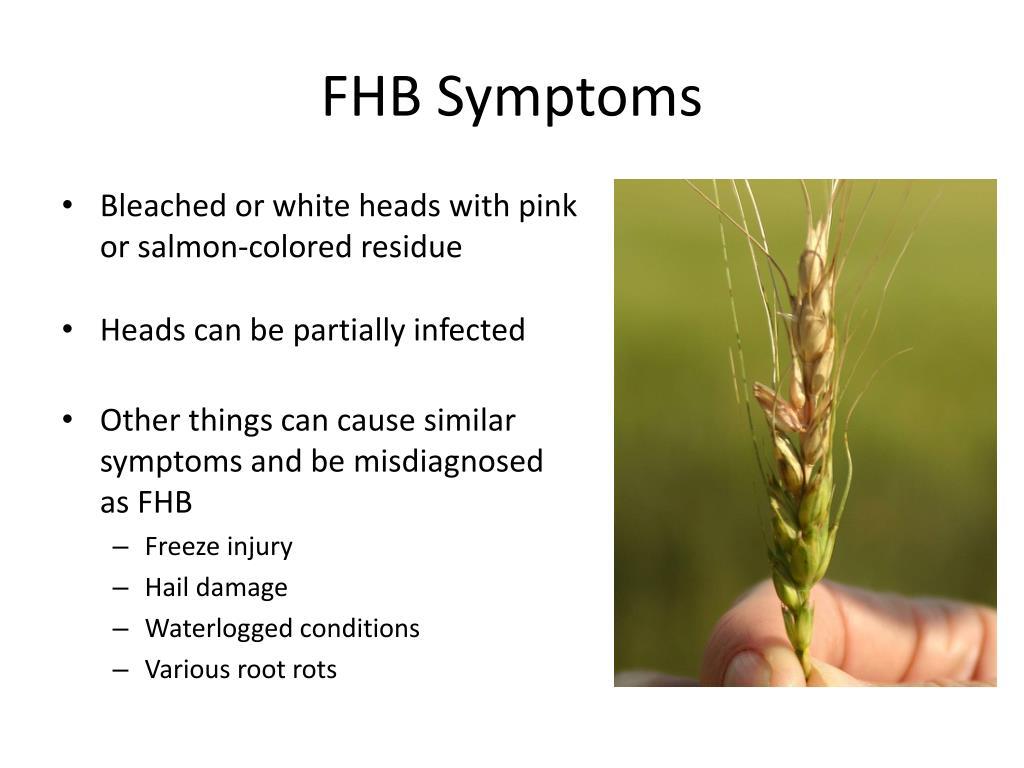 FHB Symptoms
• Bleached or white heads with pink
or salmon-colored residue
• Heads can be partially infected
• Other things can cause similar
symptoms and be misdiagnosed
as FHB
– Freeze injury
– Hail damage
– Waterlogged conditions
– Various root rots